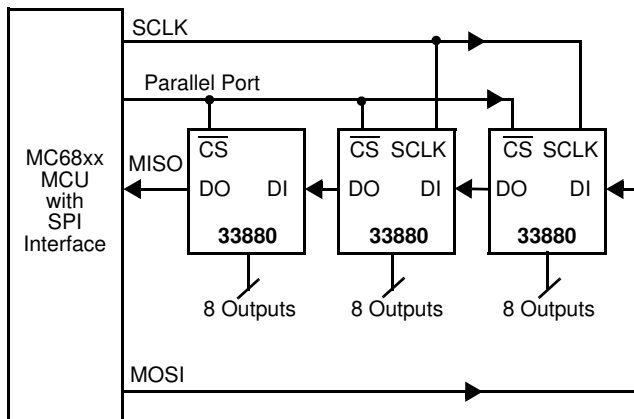 SCLK
Parallel Port
MC68xx
MCU
with
SPI
Interface
MISO
CS
DO DI
33880
8 Outputs
CS SCLK
DO DI
33880
8 Outputs
CS SCLK
DO DI
33880
8 Outputs
MOSI